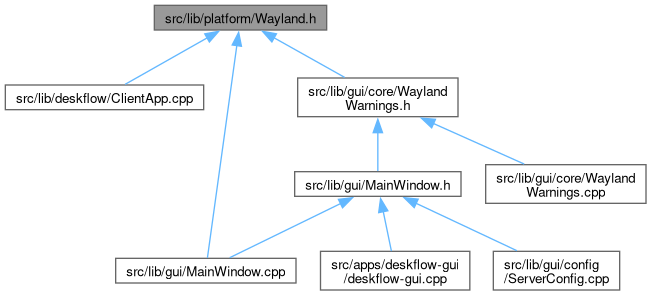 src/lib/platform/Wayland.h
src/lib/deskflow/ClientApp.cpp
src/lib/gui/core/Wayland
Warnings.h
src/lib/gui/MainWindow.h
src/lib/gui/core/Wayland
Warnings.cpp
src/lib/gui/MainWindow.cpp
src/apps/deskflow-gui
/deskflow-gui.cpp
src/lib/gui/config
/ServerConfig.cpp